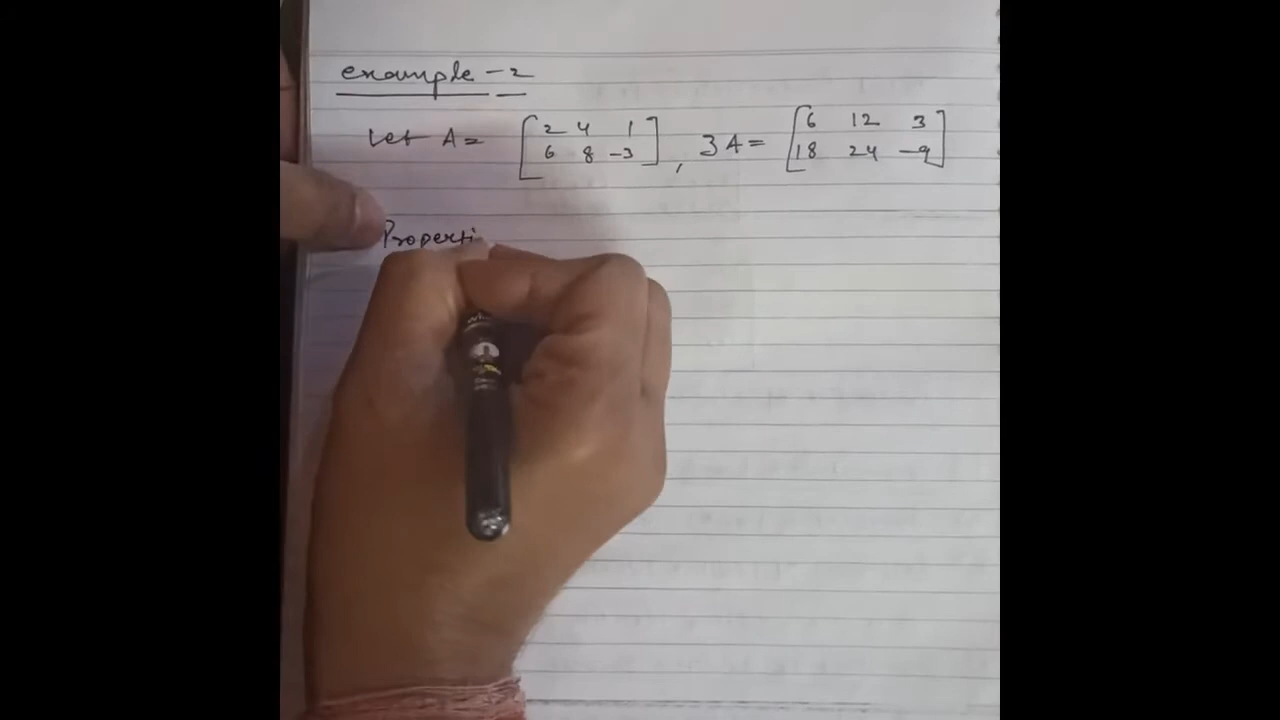 example - 2
Let A = [ 2 4 1 6 8 -3 ] , 3A = [ 6 12 3 18 24 -9 ]
Properti